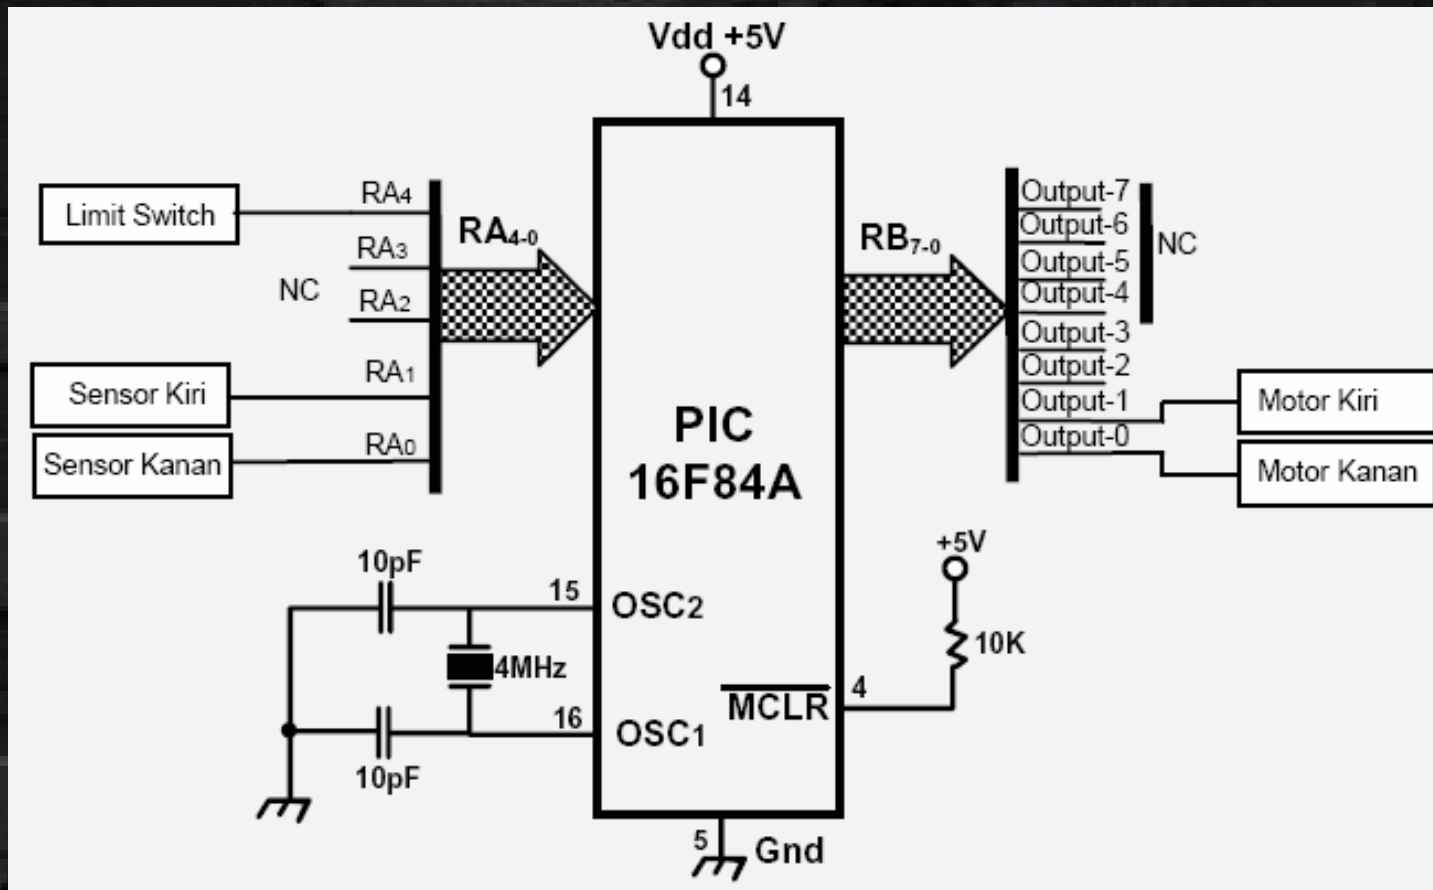 Vdd +5V
14
Limit Switch
RA4
RA3
NC
RA2
RA1
Sensor Kiri
RA0
Sensor Kanan
RA4-0
PIC
16F84A
RB7-0
Output-7
Output-6
Output-5
Output-4
NC
Output-3
Output-2
Output-1
Output-0
Motor Kiri
Motor Kanan
10pF
15
OSC2
4MHz
16
OSC1
10pF
+5V
10K
MCLR
4
5
Gnd